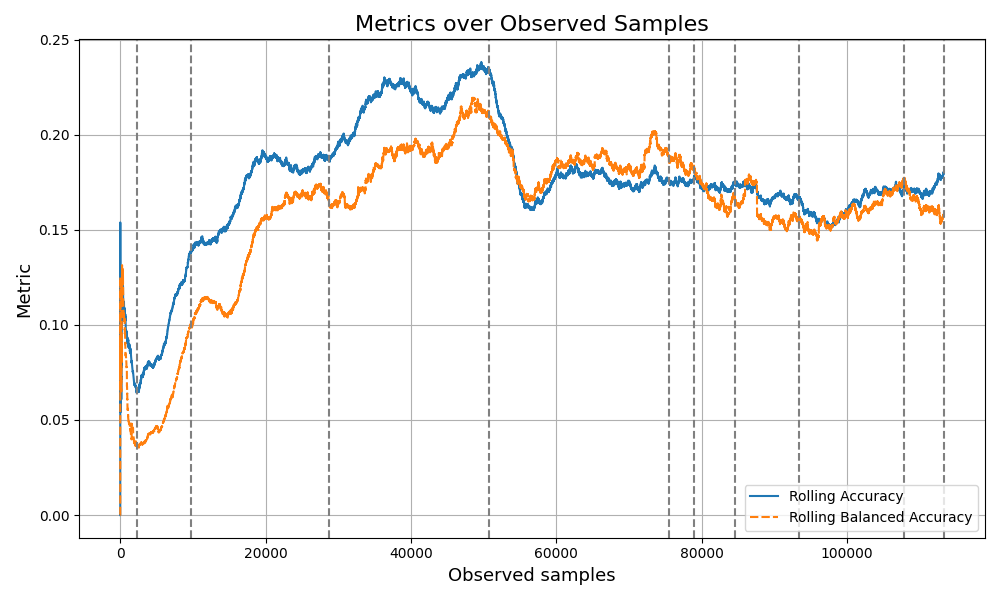 Metrics over Observed Samples
0.25
0.20
0.15
0.10
0.05
0.00
Metric
0
20000
40000
60000
80000
100000
Observed samples
Rolling Accuracy
Rolling Balanced Accuracy